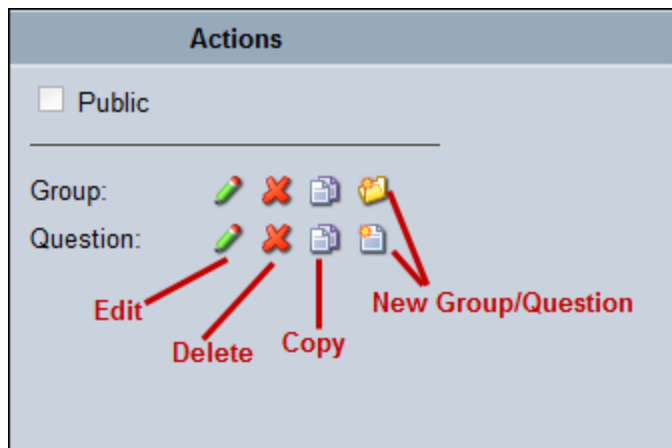 Actions
Public
Group:
Question:
Edit
New Group/Question
Delete
Copy